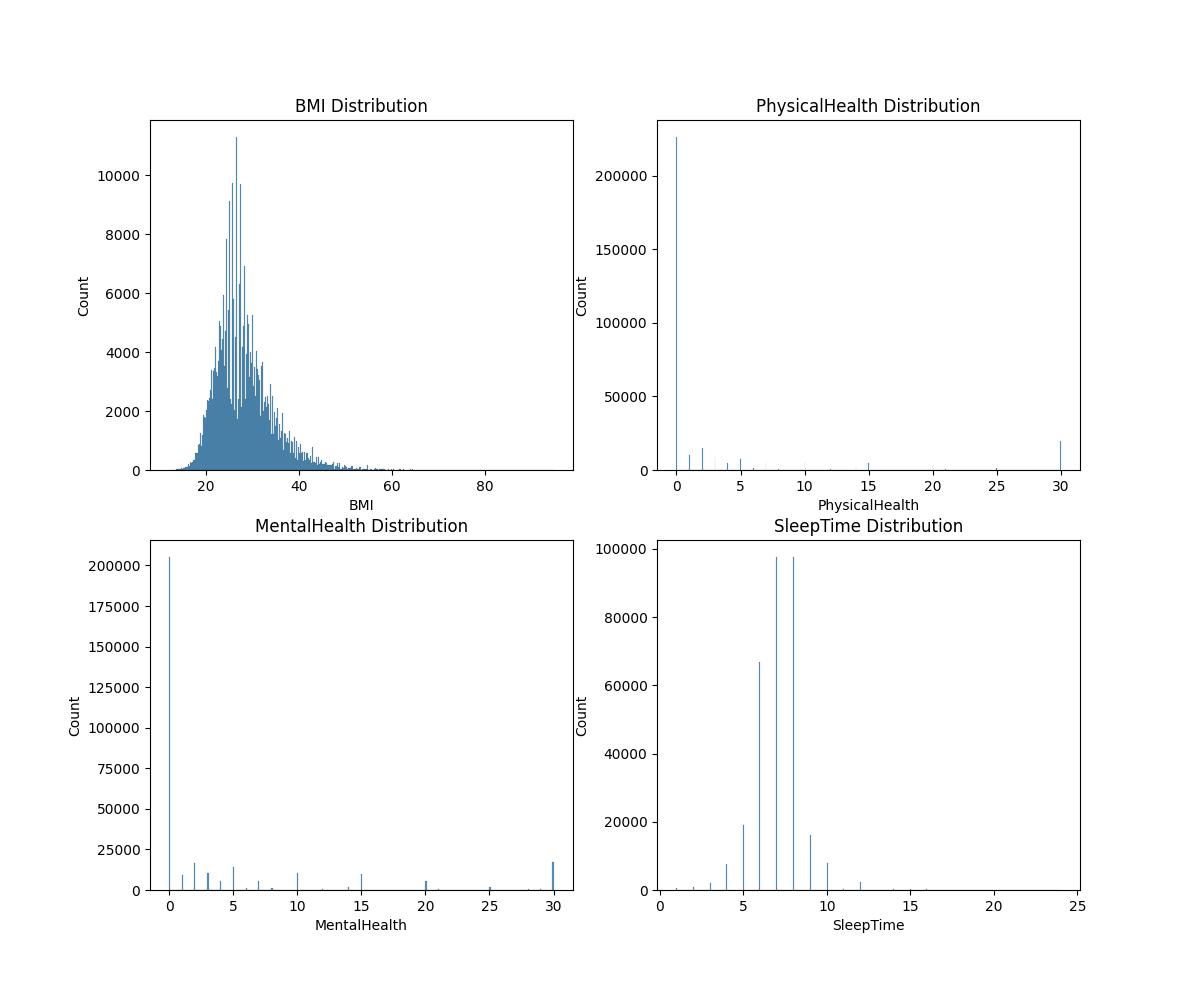 BMI Distribution
10000
8000
6000
4000
2000
0
Count
20 40 60 80
BMI
PhysicalHealth Distribution
200000
150000
100000
50000
0
Count
0 5 10 15 20 25 30
PhysicalHealth
MentalHealth Distribution
200000
175000
150000
125000
100000
75000
50000
25000
0
Count
0 5 10 15 20 25 30
MentalHealth
SleepTime Distribution
100000
80000
60000
40000
20000
0
Count
0 5 10 15 20 25
SleepTime